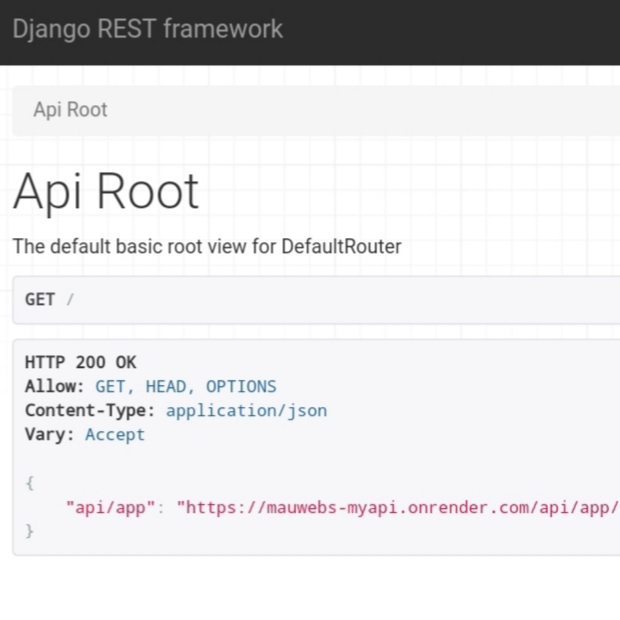 Django REST framework
Api Root
Api Root
The default basic root view for DefaultRouter
GET /
HTTP 200 OK
Allow: GET, HEAD, OPTIONS
Content-Type: application/json
Vary: Accept
{
    "api/app": "https://mauwebs-myapi.onrender.com/api/app/
}